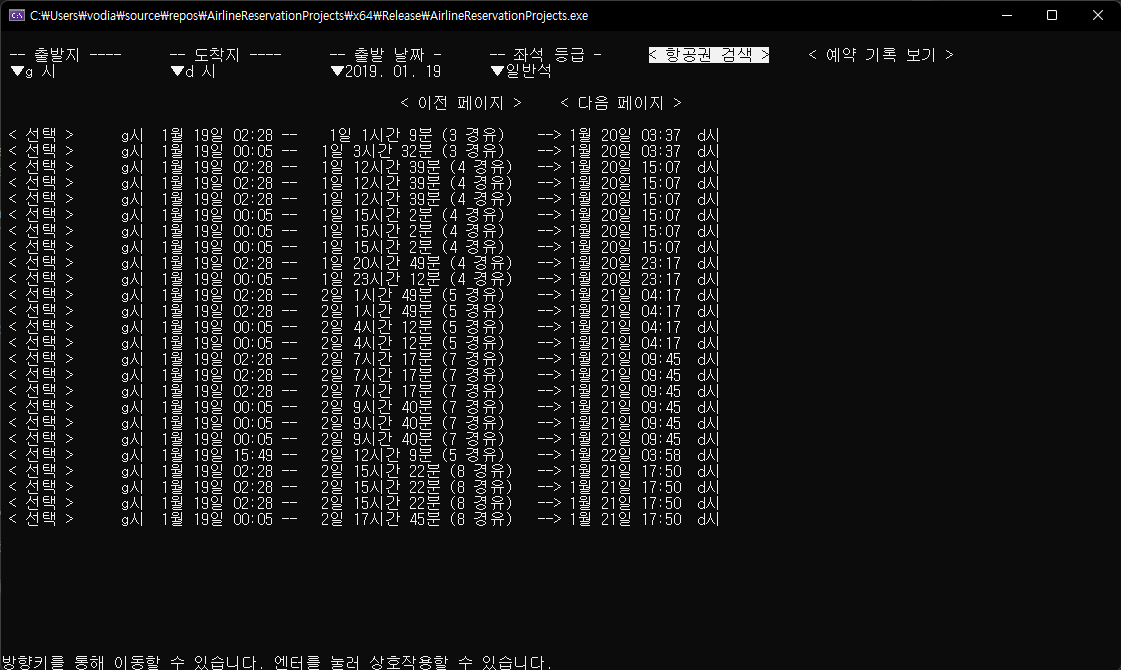 C:\Users\vodia\source\repos\AirlineReservationProjects\x64\Release\AirlineReservationProjects.exe
-- 출발지 ---- -- 도착지 ---- -- 출발 날짜 - -- 좌석 등급 - < 항공권 검색 > < 예약 기록 보기 >
▼g 시 ▼d 시 ▼2019. 01. 19 ▼일반석
< 이전 페이지 > < 다음 페이지 >
< 선택 > g시 1월 19일 02:28 -- 1일 1시간 9분 (3 경유) --> 1월 20일 03:37 d시
< 선택 > g시 1월 19일 00:05 -- 1일 3시간 32분 (3 경유) --> 1월 20일 03:37 d시
< 선택 > g시 1월 19일 02:28 -- 1일 12시간 39분 (4 경유) --> 1월 20일 15:07 d시
< 선택 > g시 1월 19일 02:28 -- 1일 12시간 39분 (4 경유) --> 1월 20일 15:07 d시
< 선택 > g시 1월 19일 02:28 -- 1일 12시간 39분 (4 경유) --> 1월 20일 15:07 d시
< 선택 > g시 1월 19일 00:05 -- 1일 15시간 2분 (4 경유) --> 1월 20일 15:07 d시
< 선택 > g시 1월 19일 00:05 -- 1일 15시간 2분 (4 경유) --> 1월 20일 15:07 d시
< 선택 > g시 1월 19일 00:05 -- 1일 15시간 2분 (4 경유) --> 1월 20일 15:07 d시
< 선택 > g시 1월 19일 02:28 -- 1일 20시간 49분 (4 경유) --> 1월 20일 23:17 d시
< 선택 > g시 1월 19일 00:05 -- 1일 23시간 12분 (4 경유) --> 1월 20일 23:17 d시
< 선택 > g시 1월 19일 02:28 -- 2일 1시간 49분 (5 경유) --> 1월 21일 04:17 d시
< 선택 > g시 1월 19일 02:28 -- 2일 1시간 49분 (5 경유) --> 1월 21일 04:17 d시
< 선택 > g시 1월 19일 00:05 -- 2일 4시간 12분 (5 경유) --> 1월 21일 04:17 d시
< 선택 > g시 1월 19일 00:05 -- 2일 4시간 12분 (5 경유) --> 1월 21일 04:17 d시
< 선택 > g시 1월 19일 02:28 -- 2일 7시간 17분 (7 경유) --> 1월 21일 09:45 d시
< 선택 > g시 1월 19일 02:28 -- 2일 7시간 17분 (7 경유) --> 1월 21일 09:45 d시
< 선택 > g시 1월 19일 02:28 -- 2일 7시간 17분 (7 경유) --> 1월 21일 09:45 d시
< 선택 > g시 1월 19일 00:05 -- 2일 9시간 40분 (7 경유) --> 1월 21일 09:45 d시
< 선택 > g시 1월 19일 00:05 -- 2일 9시간 40분 (7 경유) --> 1월 21일 09:45 d시
< 선택 > g시 1월 19일 00:05 -- 2일 9시간 40분 (7 경유) --> 1월 21일 09:45 d시
< 선택 > g시 1월 19일 15:49 -- 2일 12시간 9분 (5 경유) --> 1월 22일 03:58 d시
< 선택 > g시 1월 19일 02:28 -- 2일 15시간 22분 (8 경유) --> 1월 21일 17:50 d시
< 선택 > g시 1월 19일 02:28 -- 2일 15시간 22분 (8 경유) --> 1월 21일 17:50 d시
< 선택 > g시 1월 19일 02:28 -- 2일 15시간 22분 (8 경유) --> 1월 21일 17:50 d시
< 선택 > g시 1월 19일 00:05 -- 2일 17시간 45분 (8 경유) --> 1월 21일 17:50 d시
방향키를 통해 이동할 수 있습니다. 엔터를 눌러 상호작용할 수 있습니다.